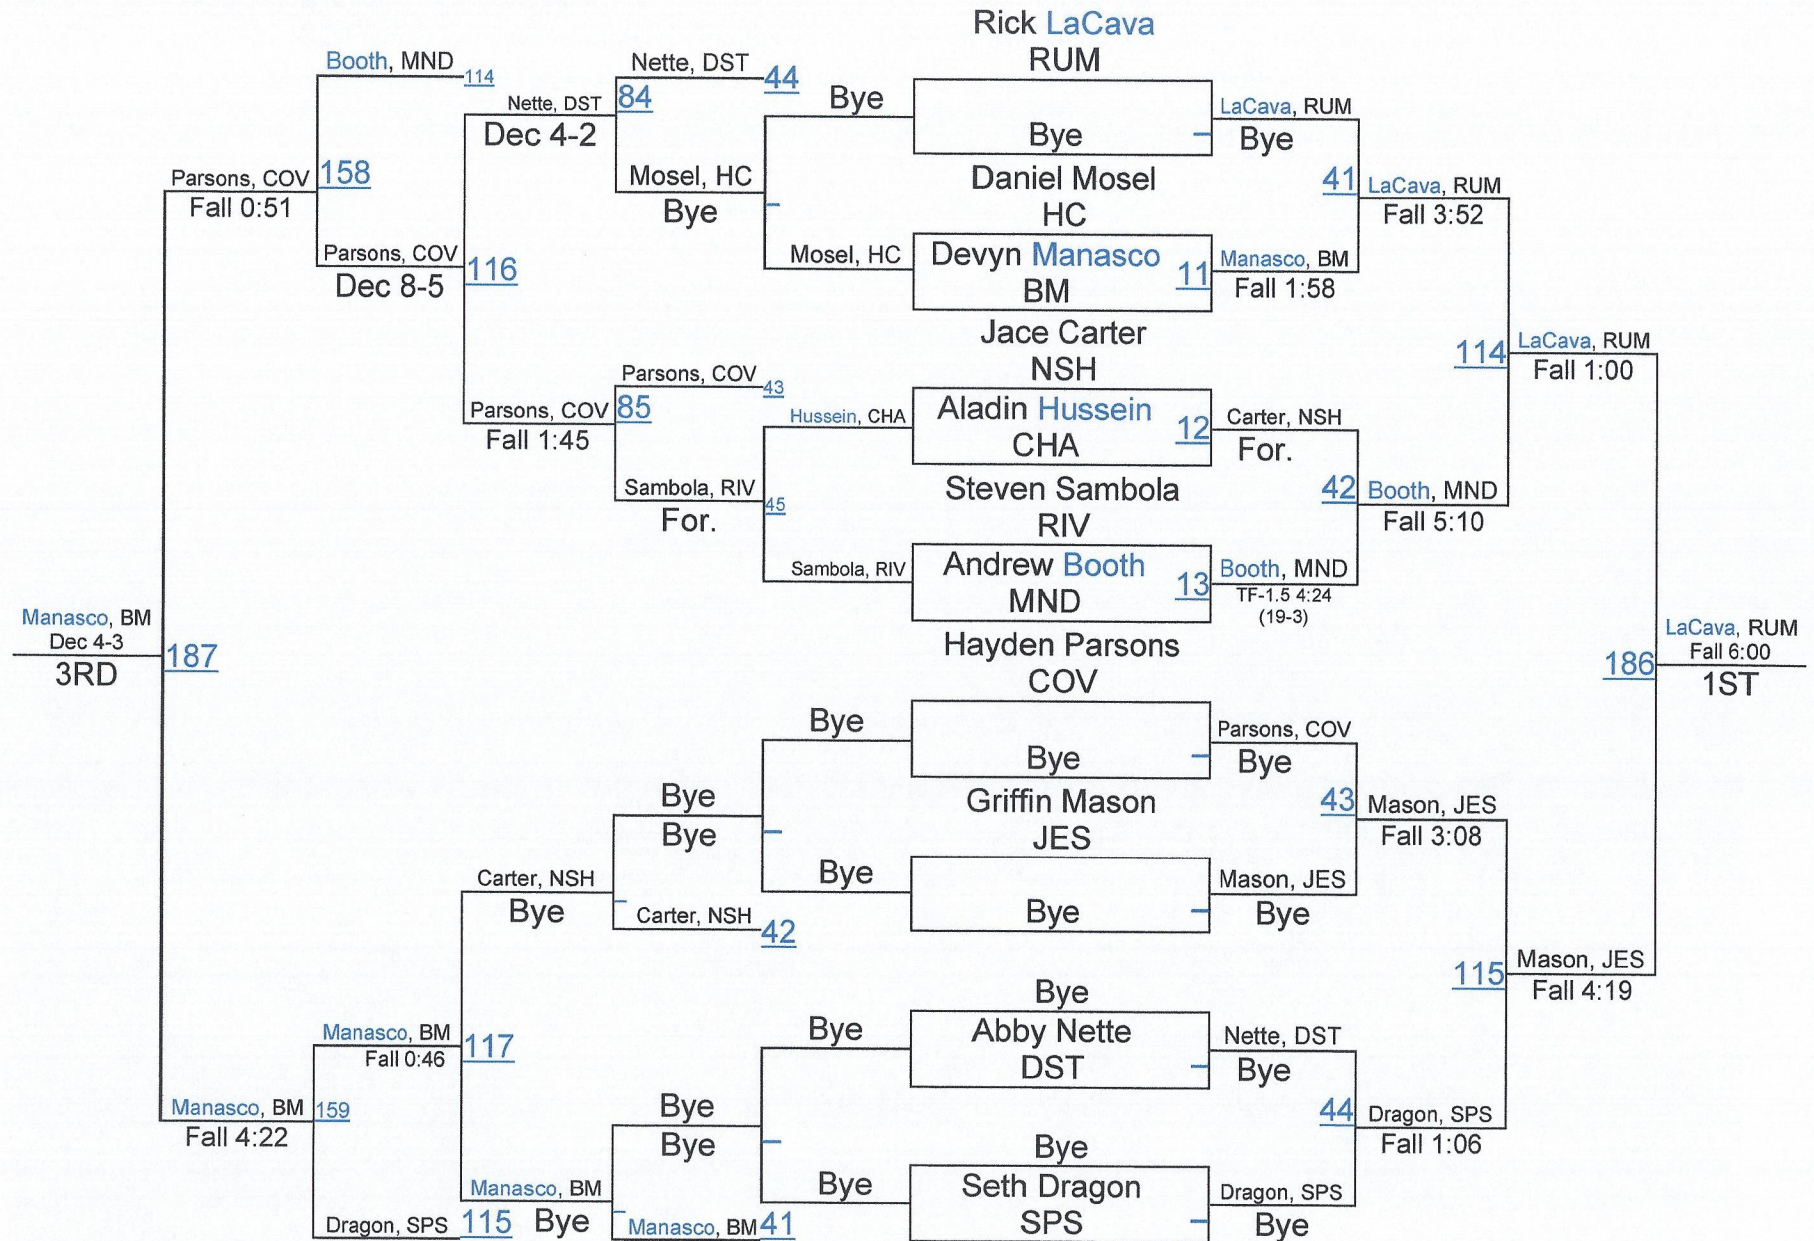 Rick LaCava
RUM
Booth, MND
114
Nette, DST
44
Nette, DST
84
Dec 4-2
Bye
LaCava, RUM
Bye
Bye
Parsons, COV
158
Fall 0:51
Mosel, HC
Bye
Daniel Mosel
HC
41
LaCava, RUM
Fall 3:52
Parsons, COV
116
Dec 8-5
Mosel, HC
Devyn Manasco
BM
11
Manasco, BM
Fall 1:58
Jace Carter
NSH
114
LaCava, RUM
Fall 1:00
Parsons, COV
43
Parsons, COV
85
Fall 1:45
Hussein, CHA
Aladin Hussein
CHA
12
Carter, NSH
For.
Sambola, RIV
45
For.
Steven Sambola
RIV
42
Booth, MND
Fall 5:10
Sambola, RIV
Andrew Booth
MND
13
Booth, MND
TF-1.5 4:24
(19-3)
Manasco, BM
Dec 4-3
187
3RD
Hayden Parsons
COV
LaCava, RUM
186
Fall 6:00
1ST
Bye
Bye
Parsons, COV
Bye
Bye
Bye
Griffin Mason
JES
43
Mason, JES
Fall 3:08
Carter, NSH
Bye
Bye
Bye
Mason, JES
Bye
Carter, NSH
42
115
Mason, JES
Fall 4:19
Bye
Manasco, BM
Fall 0:46
117
Bye
Abby Nette
DST
Nette, DST
Bye
Manasco, BM
159
Fall 4:22
Bye
Bye
Bye
44
Dragon, SPS
Fall 1:06
Manasco, BM
Bye
Bye
Seth Dragon
SPS
Dragon, SPS
Bye
Dragon, SPS
115
Manasco, BM
41